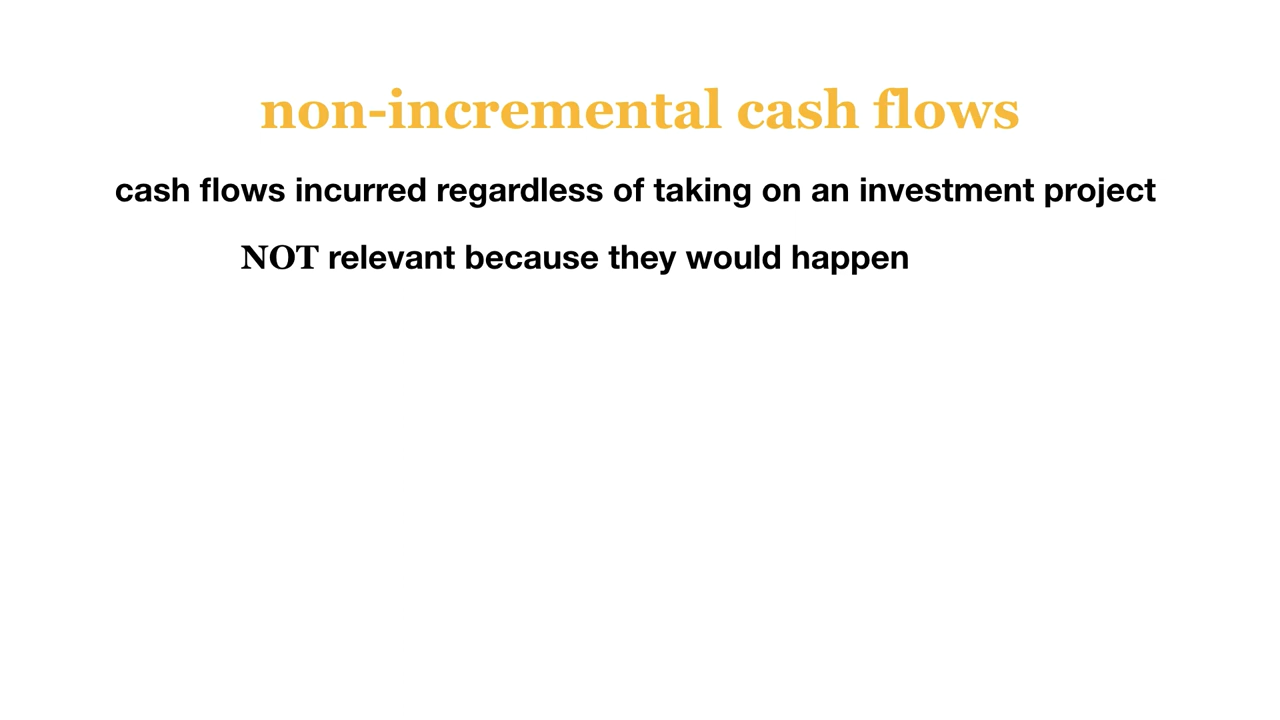 non-incremental cash flows
cash flows incurred regardless of taking on an investment project
NOT relevant because they would happen